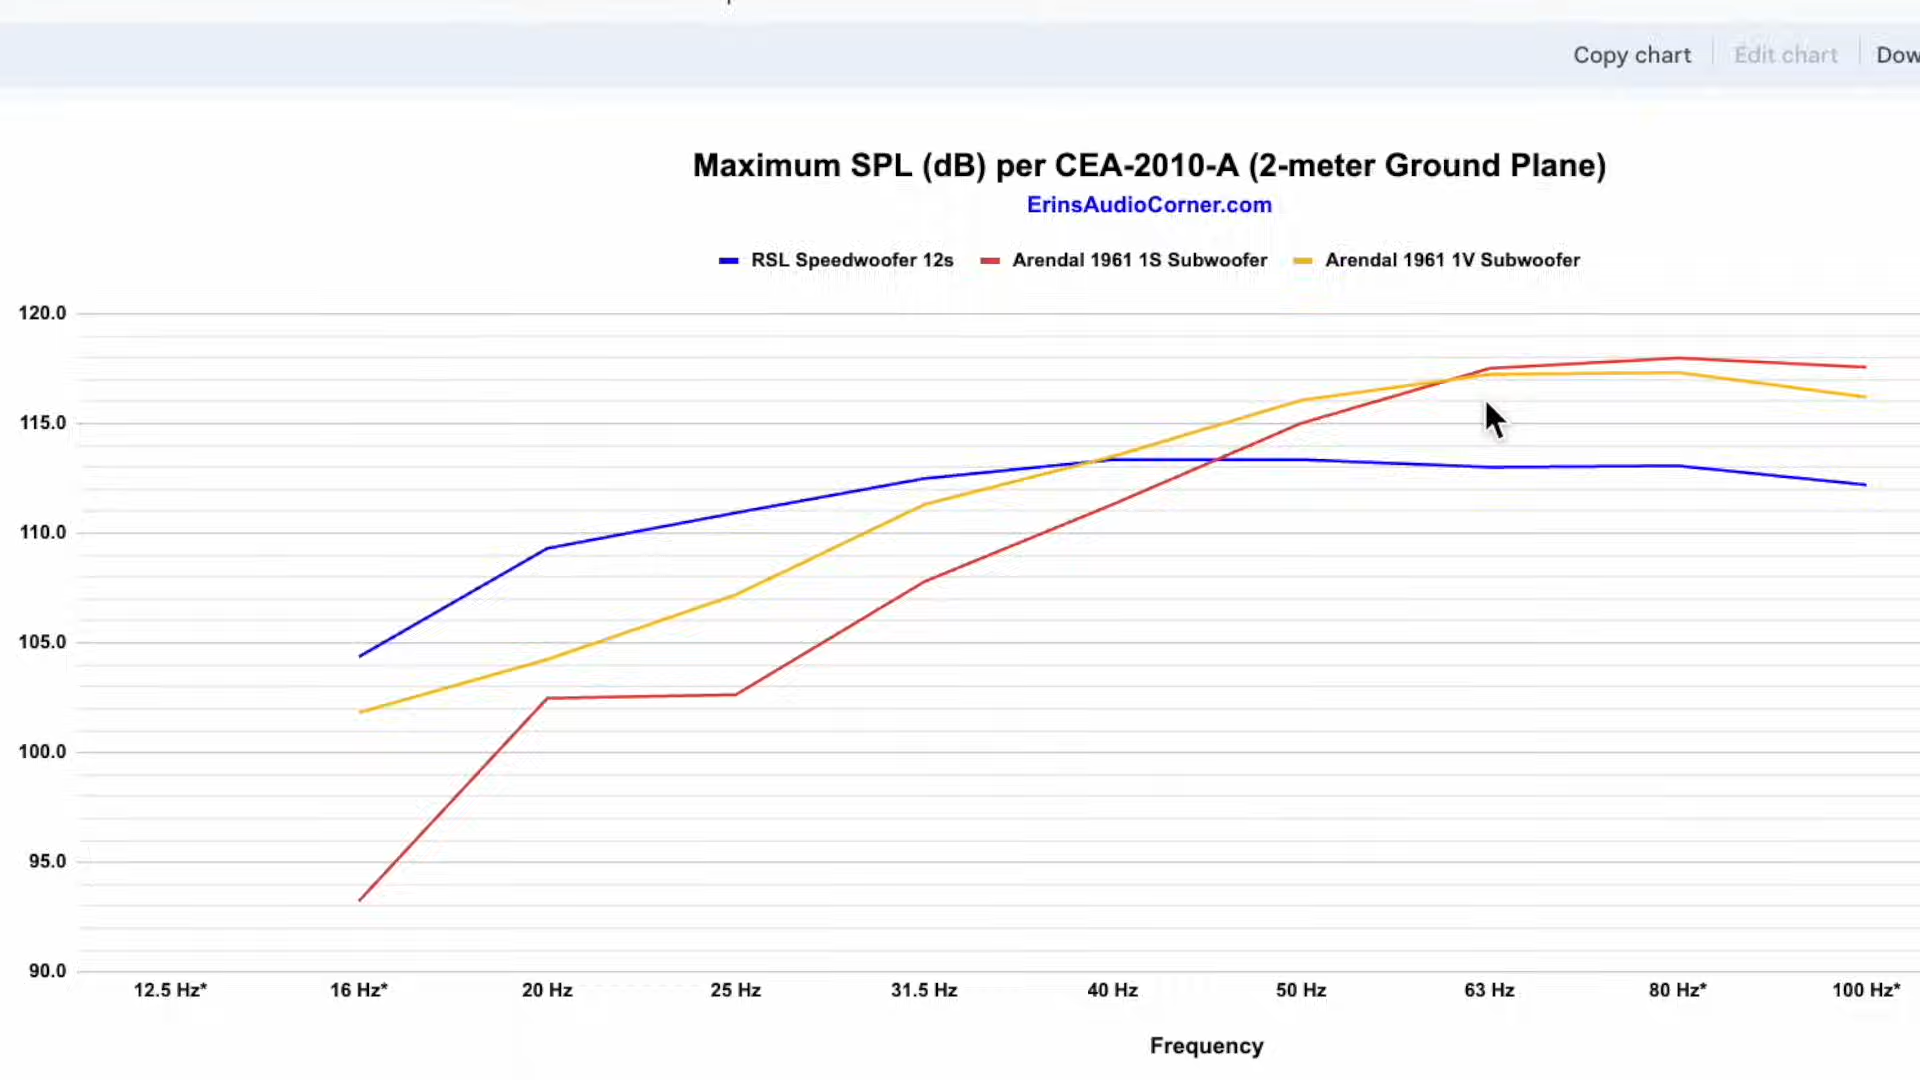 Copy chart
Edit chart
Dow
Maximum SPL (dB) per CEA-2010-A (2-meter Ground Plane)
ErinsAudioCorner.com
RSL Speedwoofer 12s
Arendal 1961 1S Subwoofer
Arendal 1961 1V Subwoofer
120.0
115.0
110.0
105.0
100.0
95.0
90.0
12.5 Hz*
16 Hz*
20 Hz
25 Hz
31.5 Hz
40 Hz
50 Hz
63 Hz
80 Hz*
100 Hz*
Frequency